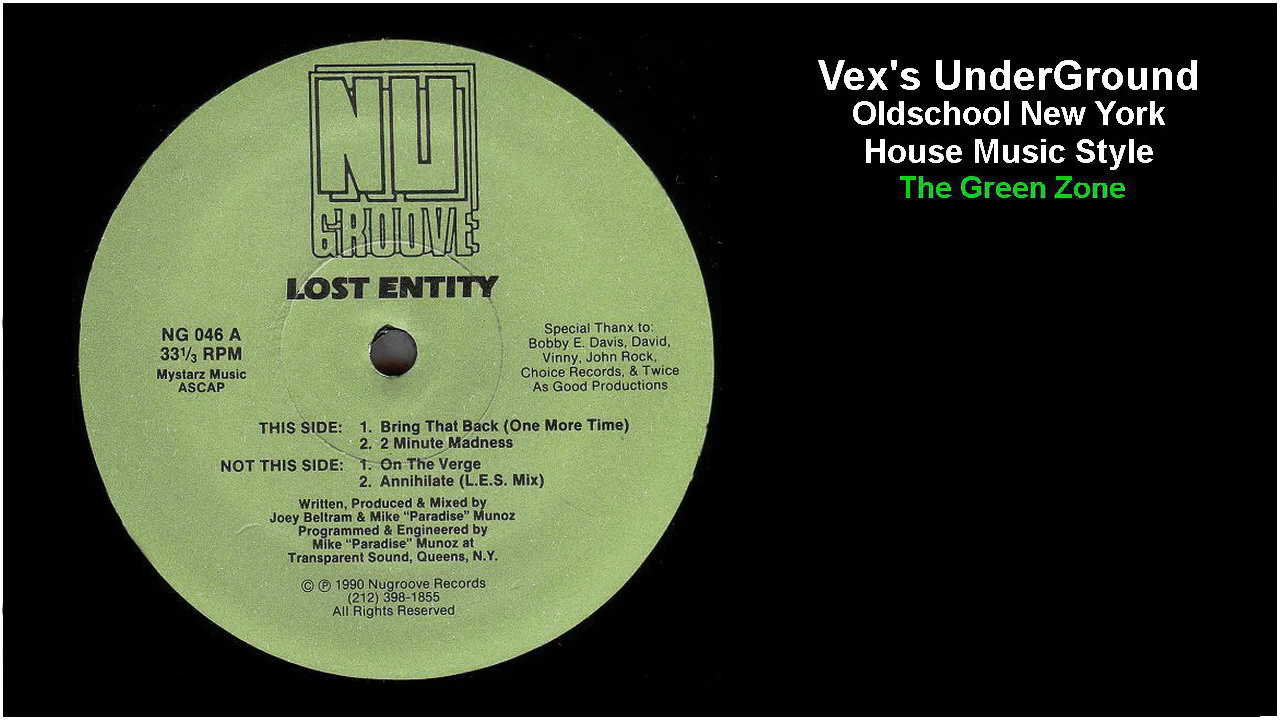 NU
GROOVE
LOST ENTITY
NG 046 A
33 1/3 RPM
Mystarz Music
ASCAP
Special Thanx to:
Bobby E. Davis, David,
Vinny, John Rock,
Choice Records, & Twice
As Good Productions
THIS SIDE: 1. Bring That Back (One More Time)
2. 2 Minute Madness
NOT THIS SIDE: 1. On The Verge
2. Annihilate (L.E.S. Mix)
Written, Produced & Mixed by
Joey Beltram & Mike “Paradise” Munoz
Programmed & Engineered by
Mike “Paradise” Munoz at
Transparent Sound, Queens, N.Y.
© ℗ 1990 Nugroove Records
(212) 398-1855
All Rights Reserved
Vex's UnderGround
Oldschool New York
House Music Style
The Green Zone